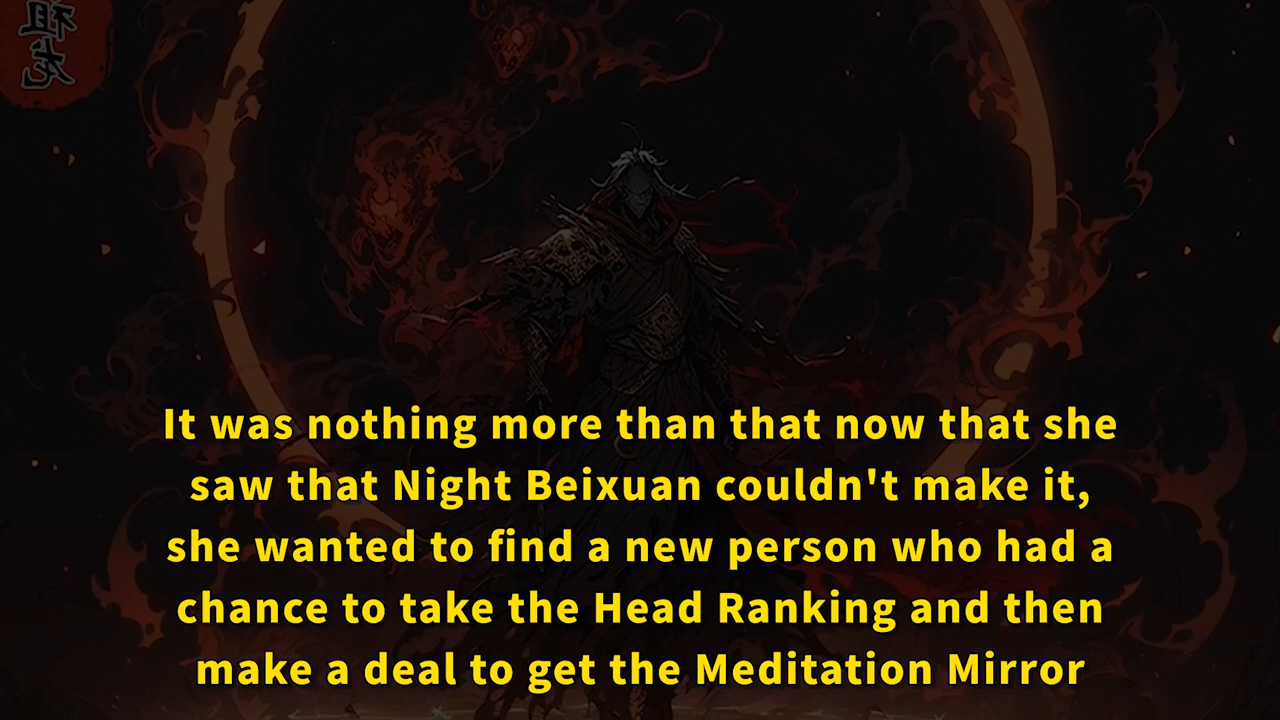 祖龙
It was nothing more than that now that she
saw that Night Beixuan couldn't make it,
she wanted to find a new person who had a
chance to take the Head Ranking and then
make a deal to get the Meditation Mirror